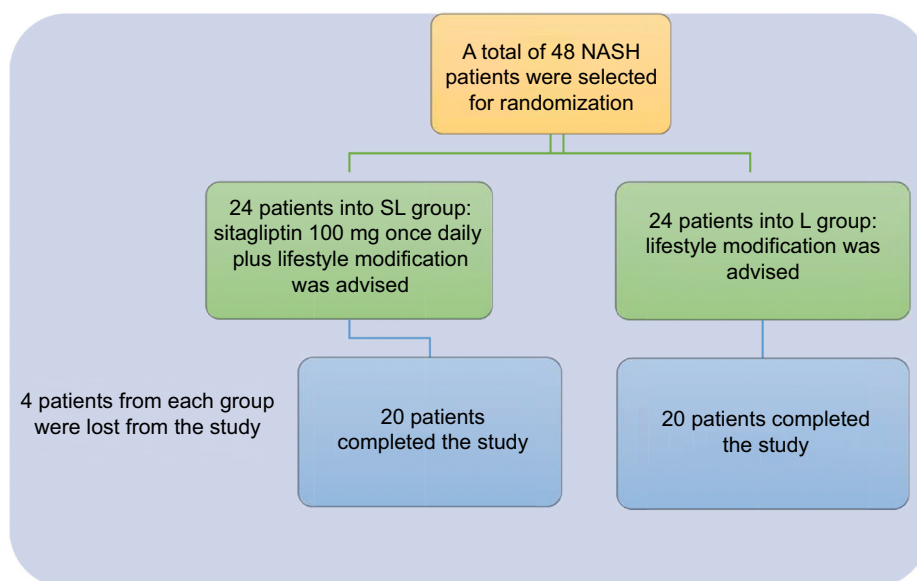 A total of 48 NASH
patients were selected
for randomization
24 patients into SL group:
sitagliptin 100 mg once daily
plus lifestyle modification
was advised
24 patients into L group:
lifestyle modification was
advised
4 patients from each group
were lost from the study
20 patients
completed the study
20 patients completed
the study